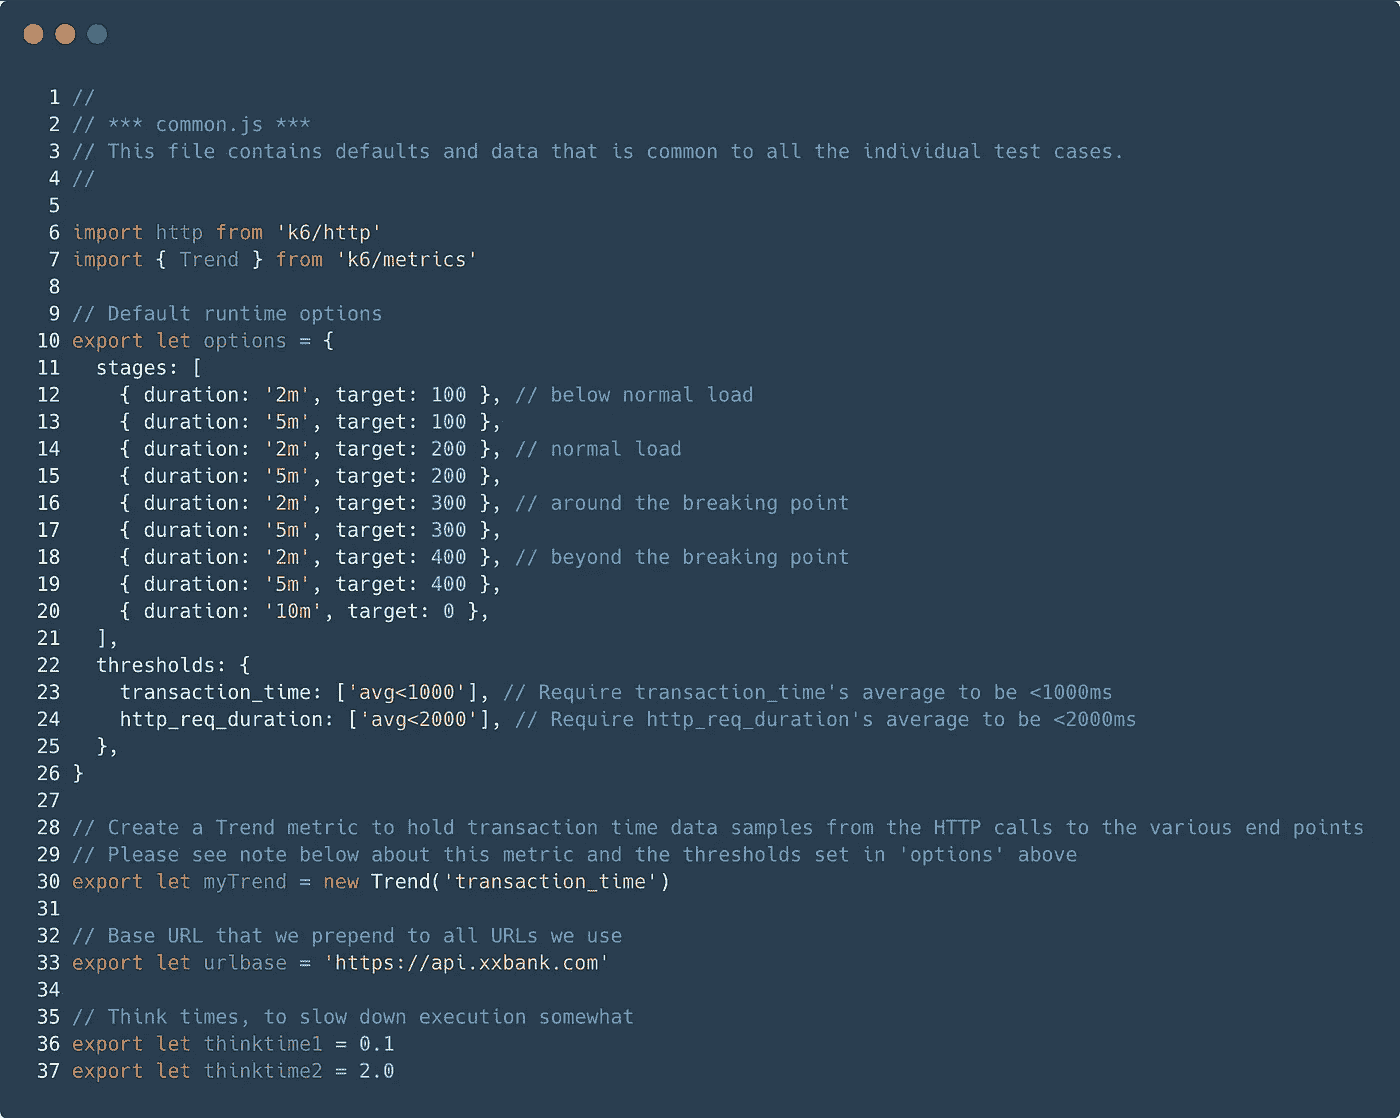 1 //
2 // *** common.js ***
3 // This file contains defaults and data that is common to all the individual test cases.
4 //
5
6 import http from 'k6/http'
7 import { Trend } from 'k6/metrics'
8
9 // Default runtime options
10 export let options = {
11   stages: [
12     { duration: '2m', target: 100 }, // below normal load
13     { duration: '5m', target: 100 },
14     { duration: '2m', target: 200 }, // normal load
15     { duration: '5m', target: 200 },
16     { duration: '2m', target: 300 }, // around the breaking point
17     { duration: '5m', target: 300 },
18     { duration: '2m', target: 400 }, // beyond the breaking point
19     { duration: '5m', target: 400 },
20     { duration: '10m', target: 0 },
21   ],
22   thresholds: {
23     transaction_time: ['avg<1000'], // Require transaction_time's average to be <1000ms
24     http_req_duration: ['avg<2000'], // Require http_req_duration's average to be <2000ms
25   },
26 }
27
28 // Create a Trend metric to hold transaction time data samples from the HTTP calls to the various end points
29 // Please see note below about this metric and the thresholds set in 'options' above
30 export let myTrend = new Trend('transaction_time')
31
32 // Base URL that we prepend to all URLs we use
33 export let urlbase = 'https://api.xxbank.com'
34
35 // Think times, to slow down execution somewhat
36 export let thinktime1 = 0.1
37 export let thinktime2 = 2.0